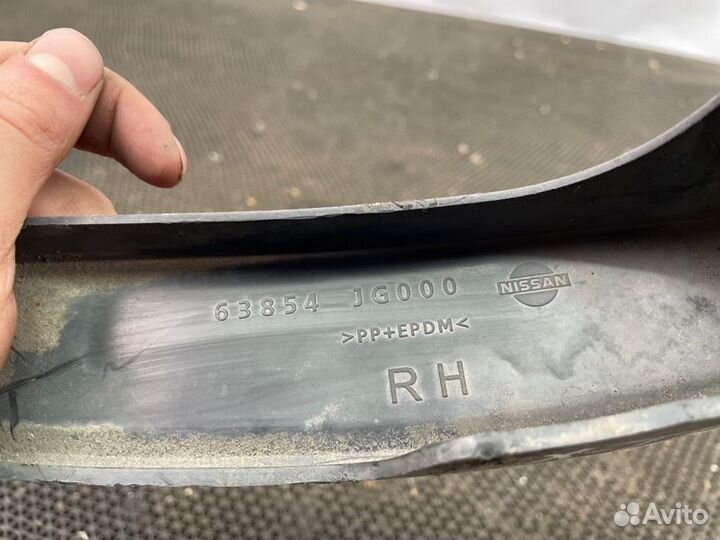 63854 JG000
NISSAN
>PP+EPDM<
RH
Avito